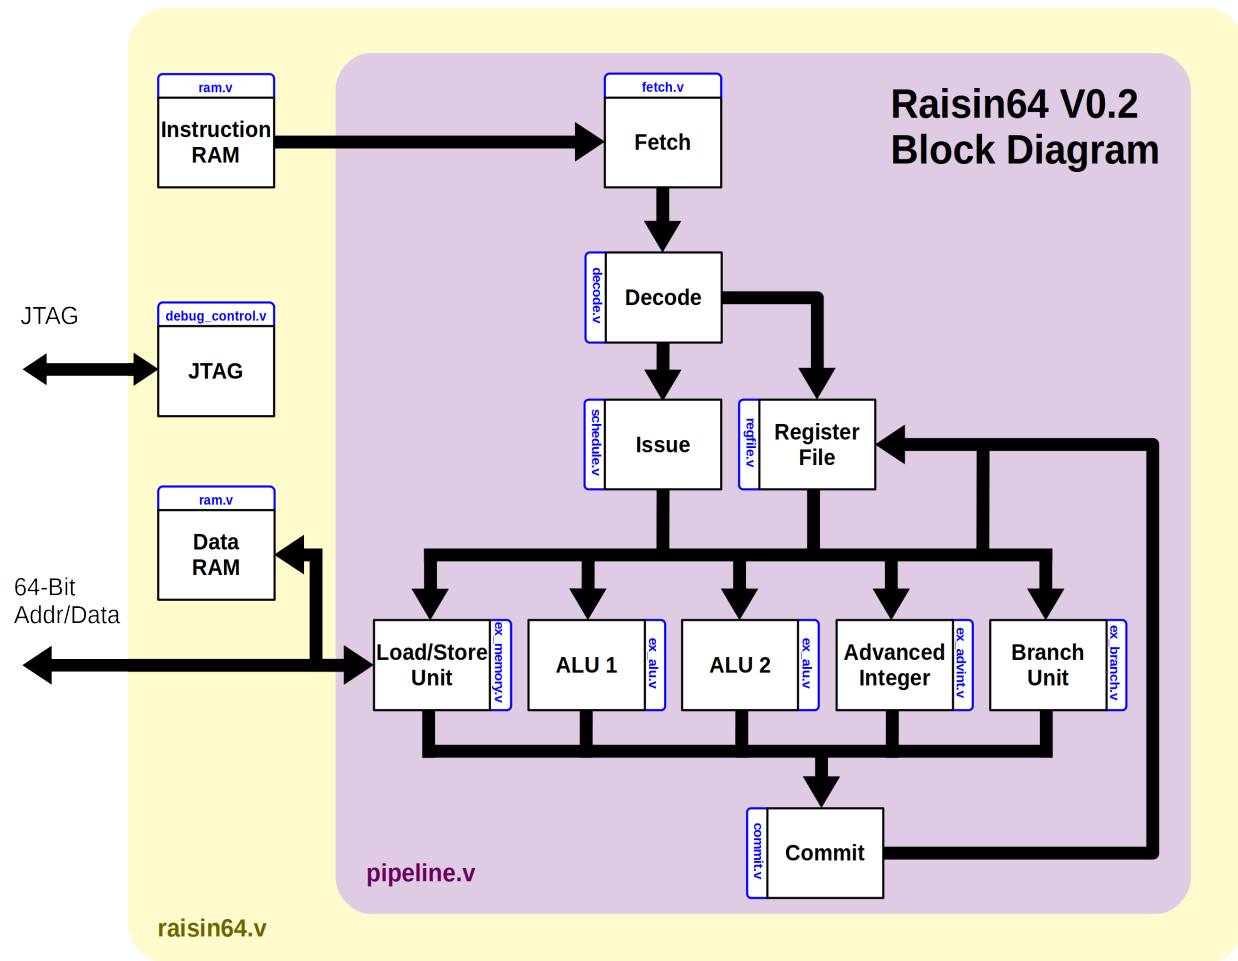 Raisin64 V0.2
Block Diagram
ram.v
Instruction
RAM
fetch.v
Fetch
decode.v
Decode
JTAG
debug_control.v
JTAG
schedule.v
Issue
regfile.v
Register
File
ram.v
Data
RAM
64-Bit
Addr/Data
Load/Store
Unit
ex_memory.v
ALU 1
ex_alu.v
ALU 2
ex_alu.v
Advanced
Integer
ex_advint.v
Branch
Unit
ex_branch.v
commit.v
Commit
pipeline.v
raisin64.v